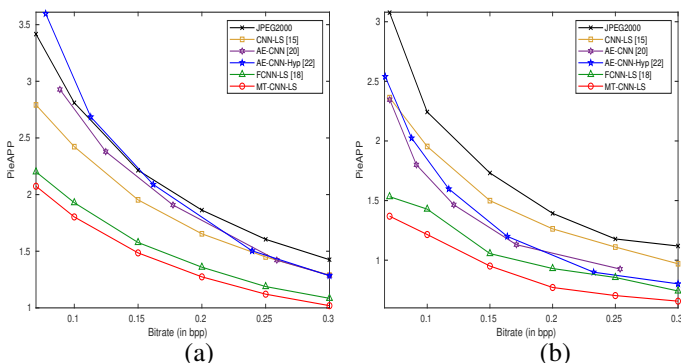 3.5
3
2.5
2
1.5
1
PieAPP
0.1
0.15
0.2
0.25
0.3
Bitrate (in bpp)
JPEG2000
CNN-LS [15]
AE-CNN [20]
AE-CNN-Hyp [22]
FCNN-LS [18]
MT-CNN-LS
(a)
3
2.5
2
1.5
1
PieAPP
0.1
0.15
0.2
0.25
0.3
Bitrate (in bpp)
JPEG2000
CNN-LS [15]
AE-CNN [20]
AE-CNN-Hyp [22]
FCNN-LS [18]
MT-CNN-LS
(b)